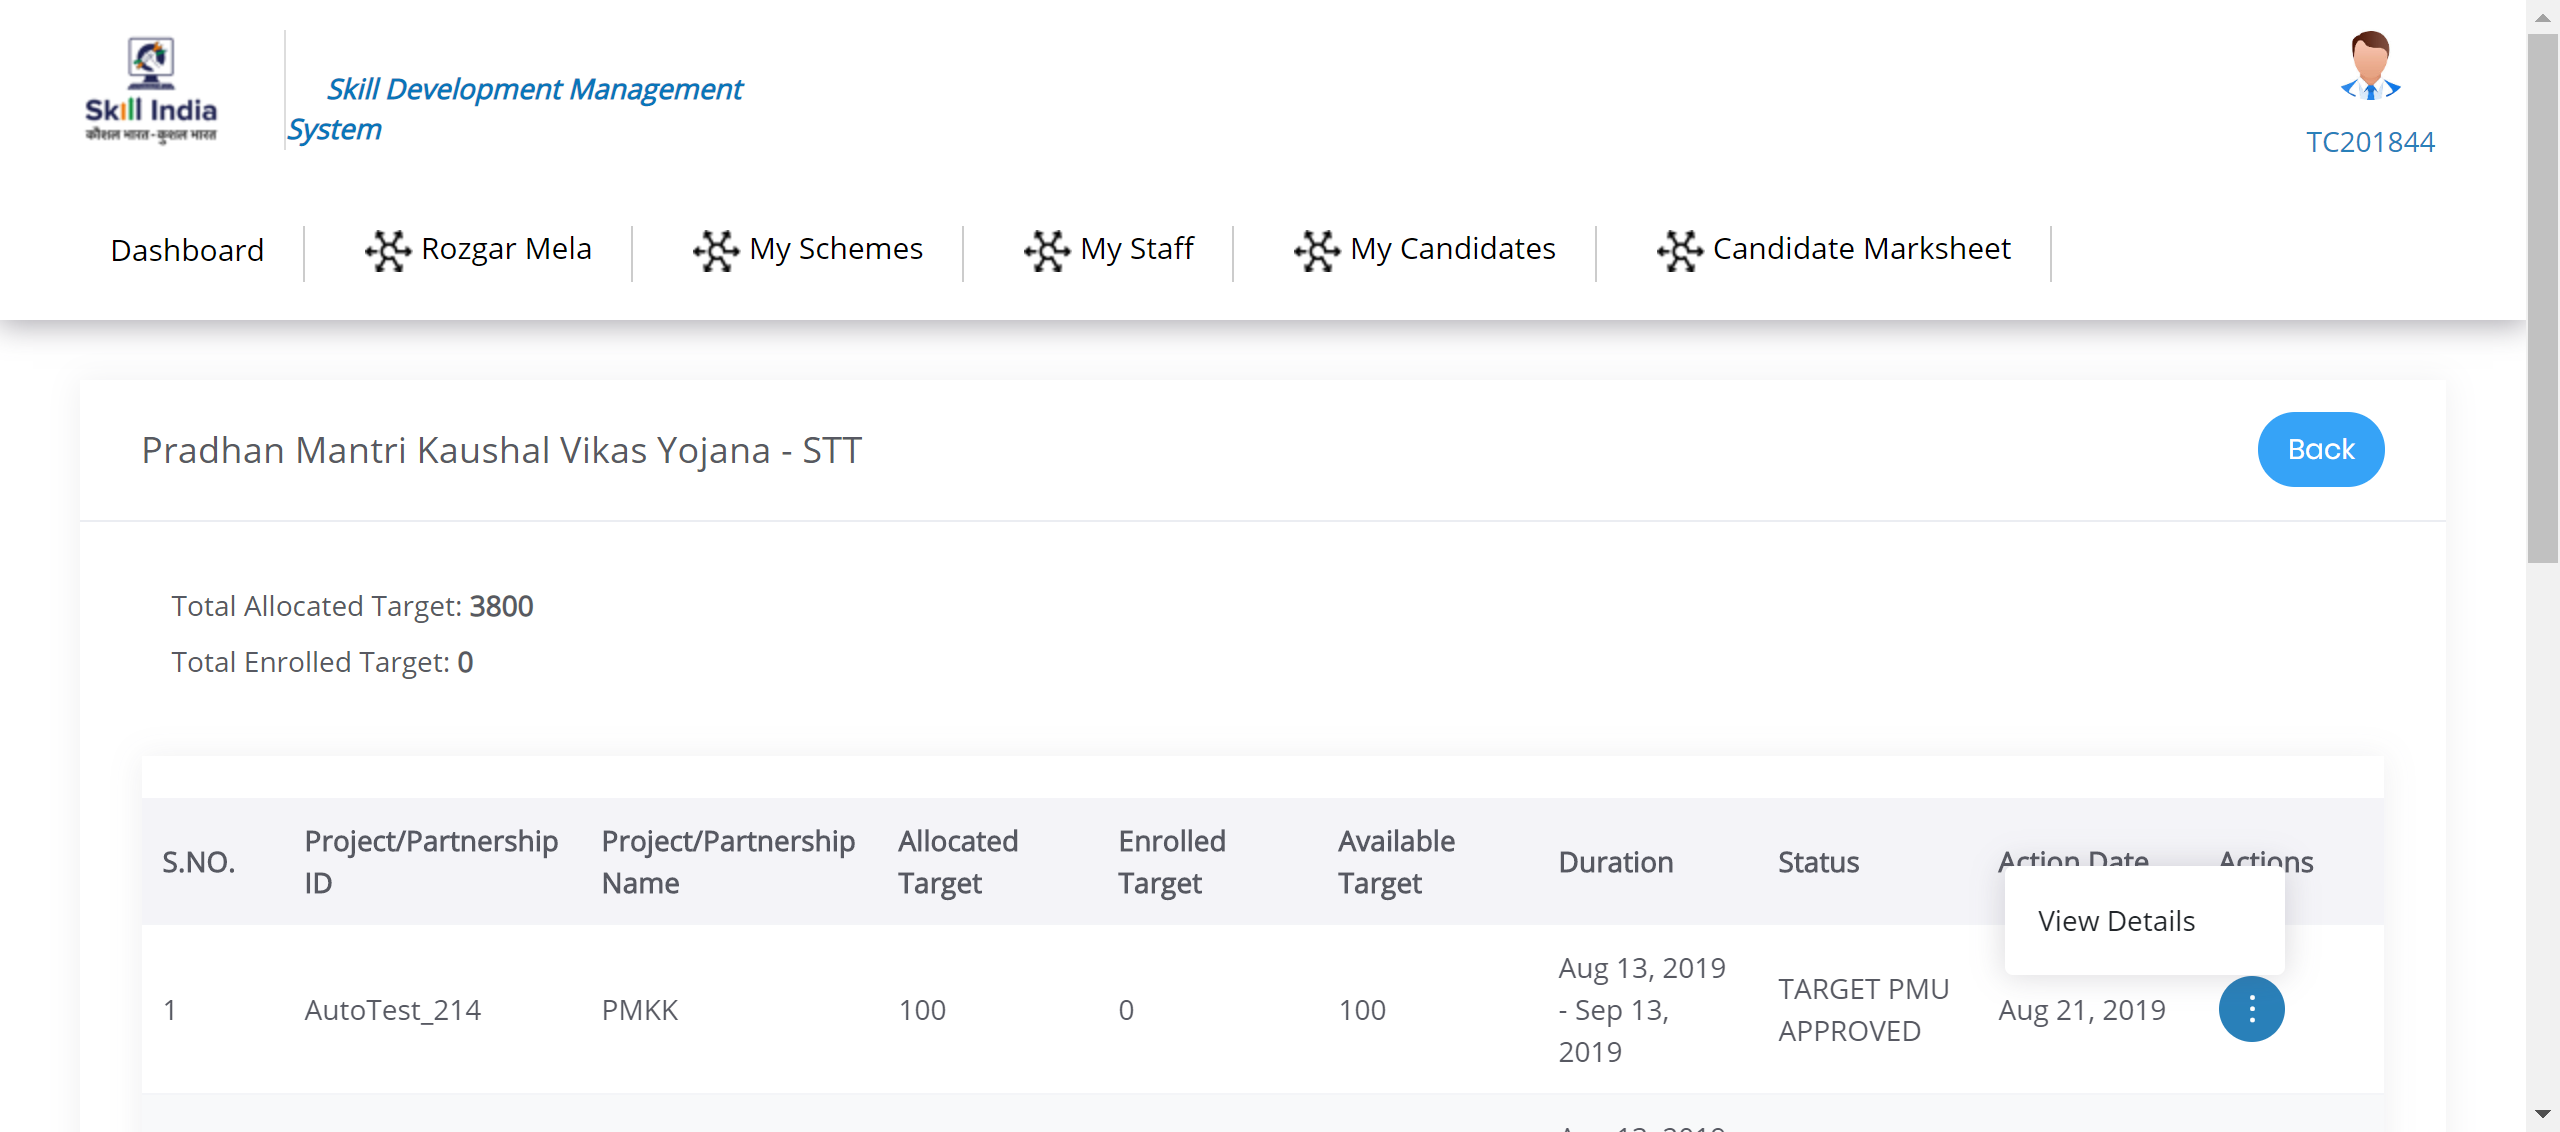 Skill India
कौशल भारत - कुशल भारत
Skill Development Management
System
TC201844
Dashboard
Rozgar Mela
My Schemes
My Staff
My Candidates
Candidate Marksheet
Pradhan Mantri Kaushal Vikas Yojana - STT
Back
Total Allocated Target: 3800
Total Enrolled Target: 0
S.NO.
Project/Partnership
ID
Project/Partnership
Name
Allocated
Target
Enrolled
Target
Available
Target
Duration
Status
Action Date
Actions
View Details
1
AutoTest_214
PMKK
100
0
100
Aug 13, 2019
- Sep 13,
2019
TARGET PMU
APPROVED
Aug 21, 2019